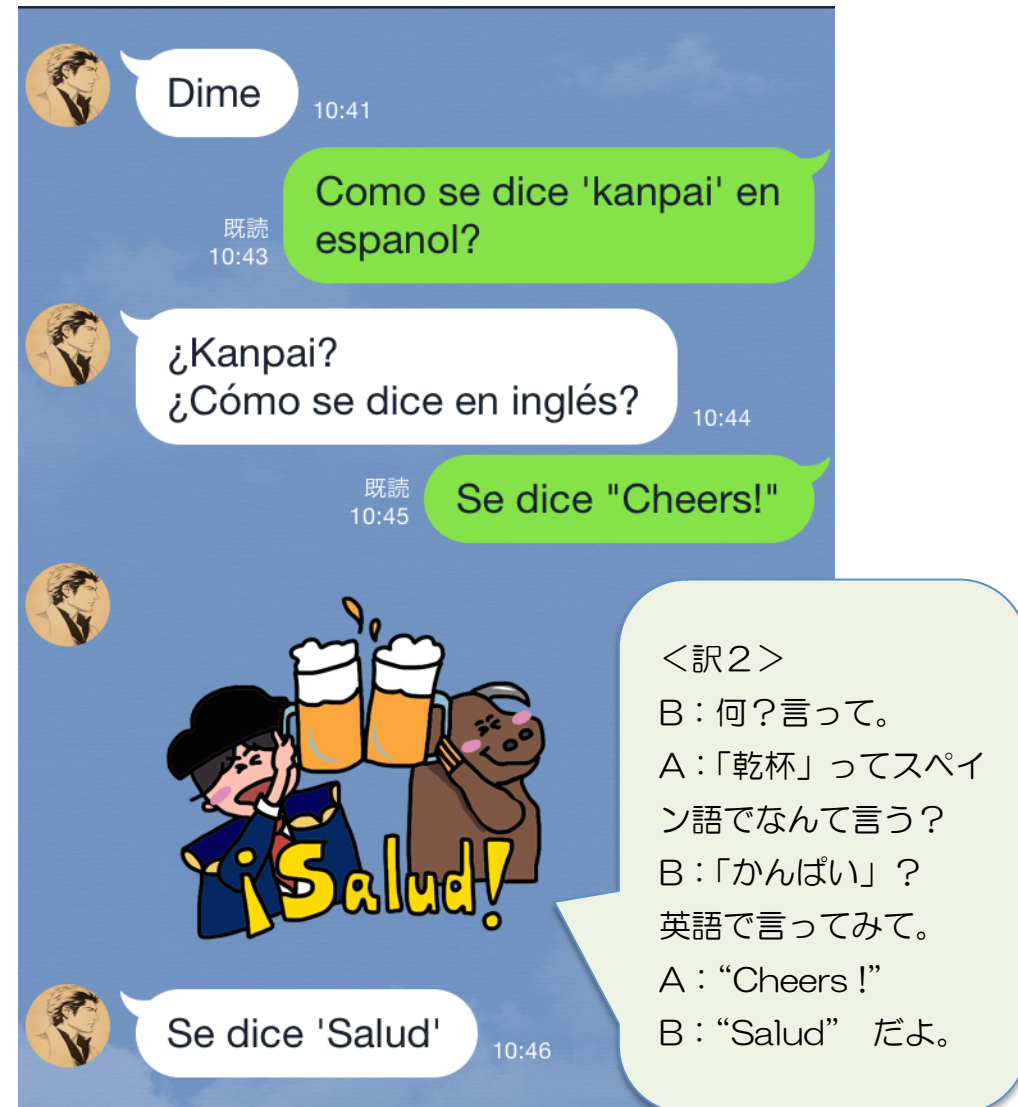 Dime
10:41
Como se dice 'kanpai' en
espanol?
既読
10:43
¿Kanpai?
¿Cómo se dice en inglés?
10:44
既読
10:45
Se dice "Cheers!"
¡Salud!
Se dice 'Salud'
10:46
＜訳２＞
B：何？言って。
A：「乾杯」ってスペイ
ン語でなんて言う？
B：「かんぱい」？
英語で言ってみて。
A：“Cheers！”
B：“Salud”　だよ。